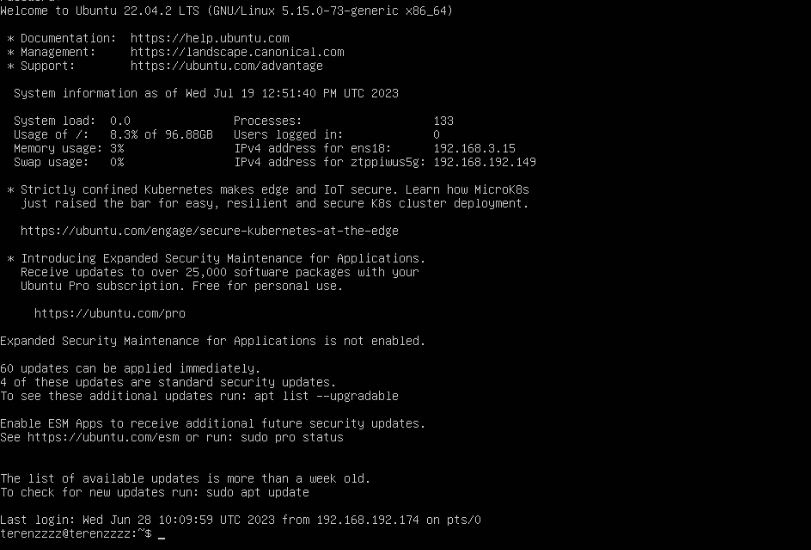 Welcome to Ubuntu 22.04.2 LTS (GNU/Linux 5.15.0-73-generic x86_64)
* Documentation:  https://help.ubuntu.com
* Management:     https://landscape.canonical.com
* Support:        https://ubuntu.com/advantage
System information as of Wed Jul 19 12:51:40 PM UTC 2023
System load:  0.0               Processes:                 133
Usage of /:   8.3% of 96.88GB   Users logged in:           0
Memory usage: 3%                IPv4 address for ens18:    192.168.3.15
Swap usage:   0%                IPv4 address for ztppiwus5g: 192.168.192.149
* Strictly confined Kubernetes makes edge and IoT secure. Learn how MicroK8s
just raised the bar for easy, resilient and secure K8s cluster deployment.
https://ubuntu.com/engage/secure-kubernetes-at-the-edge
* Introducing Expanded Security Maintenance for Applications.
Receive updates to over 25,000 software packages with your
Ubuntu Pro subscription. Free for personal use.
https://ubuntu.com/pro
Expanded Security Maintenance for Applications is not enabled.
60 updates can be applied immediately.
4 of these updates are standard security updates.
To see these additional updates run: apt list --upgradable
Enable ESM Apps to receive additional future security updates.
See https://ubuntu.com/esm or run: sudo pro status
The list of available updates is more than a week old.
To check for new updates run: sudo apt update
Last login: Wed Jun 28 10:09:59 UTC 2023 from 192.168.192.174 on pts/0
terenzzzz@terenzzzz:~$ _